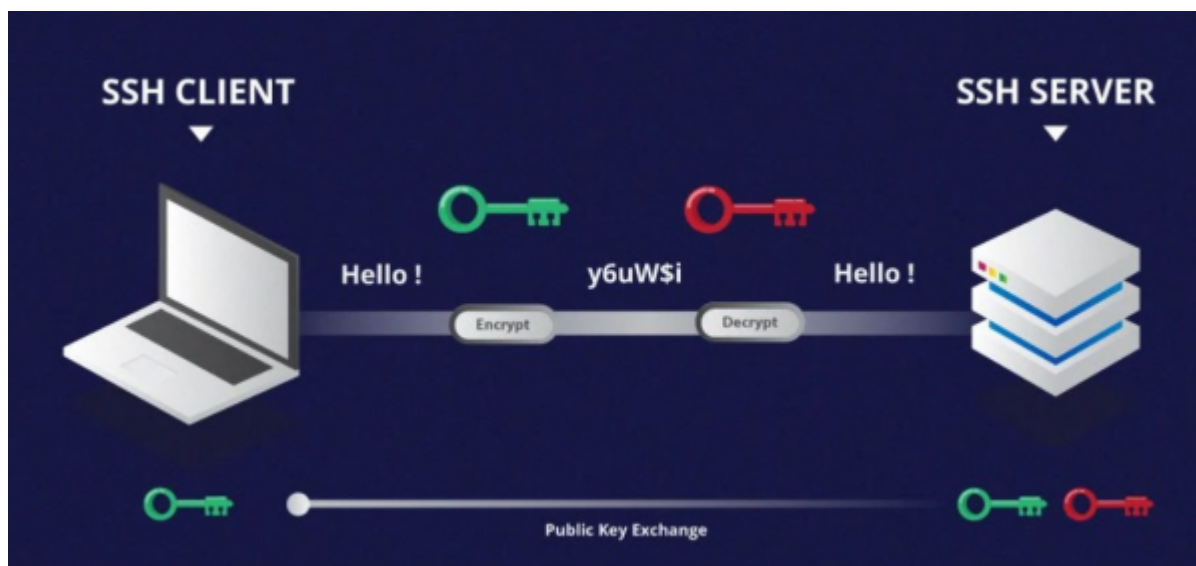 SSH CLIENT
SSH SERVER
Hello !
y6uW$i
Hello !
Encrypt
Decrypt
Public Key Exchange